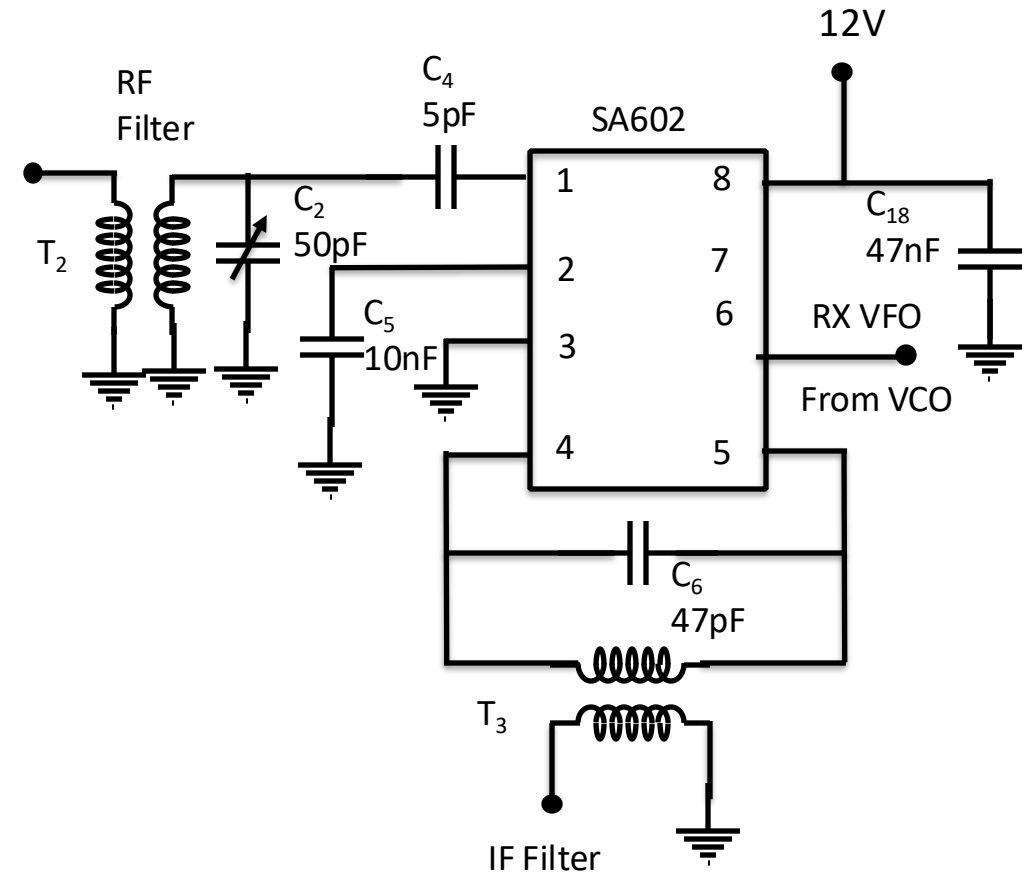 12V
RF
Filter
C4
5pF
SA602
1
8
C2
50pF
C18
47nF
T2
2
7
C5
10nF
3
6
RX VFO
From VCO
4
5
C6
47pF
T3
IF Filter